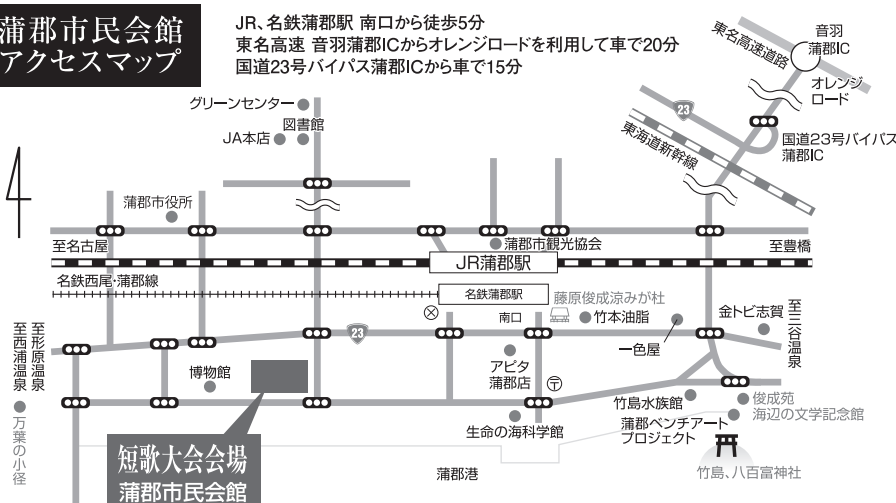 蒲郡市民会館
アクセスマップ
JR、名鉄蒲郡駅 南口から徒歩5分
東名高速 音羽蒲郡ICからオレンジロードを利用して車で20分
国道23号バイパス蒲郡ICから車で15分
音羽
蒲郡IC
東名高速道路
オレンジ
ロード
グリーンセンター
図書館
JA本店
23
国道23号バイパス
蒲郡IC
東海道新幹線
蒲郡市役所
至名古屋
蒲郡市観光協会
至豊橋
JR蒲郡駅
名鉄西尾・蒲郡線
名鉄蒲郡駅
藤原俊成涼みが杜
南口
竹本油脂
金トビ志賀
至三谷温泉
至形原温泉
至西浦温泉
23
一色屋
アピタ
蒲郡店
博物館
〒
竹島水族館
俊成苑
海辺の文学記念館
万葉の小径
生命の海科学館
蒲郡ベンチアート
プロジェクト
短歌大会会場
蒲郡市民会館
蒲郡港
竹島、八百富神社